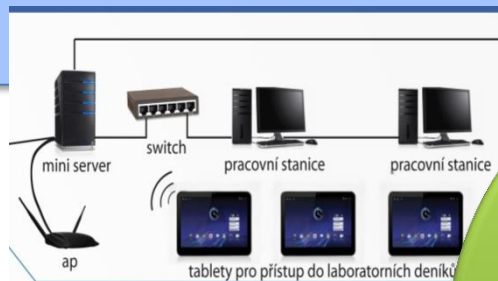 mini server
switch
pracovní stanice
pracovní stanice
ap
tablety pro přístup do laboratorních deníků